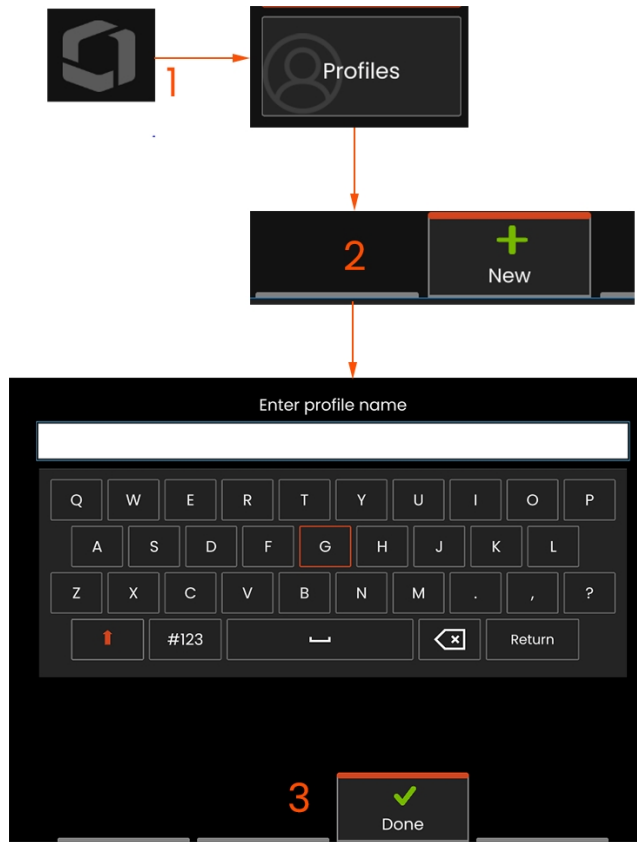 1
Profiles
2
New
Enter profile name
Q W E R T Y U I O P
A S D F G H J K L
Z X C V B N M . , ?
#123 Return
3
Done